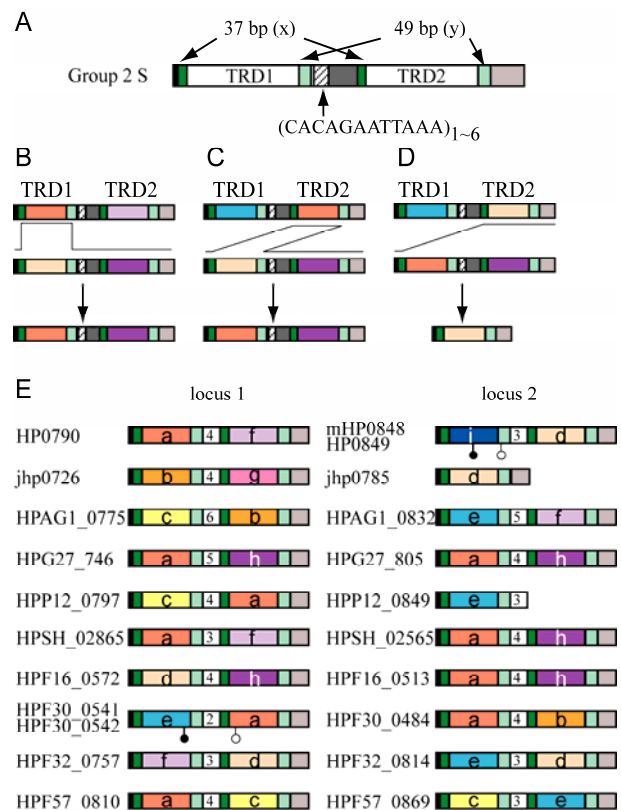 A
37 bp (x)
49 bp (y)
Group 2 S
TRD1
TRD2
(CACAGAATTAAA)1~6
B
C
D
TRD1
TRD2
TRD1
TRD2
TRD1
TRD2
E
locus 1
locus 2
HP0790
a 4 f
mHP0848
HP0849
i 3 d
jhp0726
b 4 g
jhp0785
d
HPAG1_0775
c 6 b
HPAG1_0832
e 5 f
HPG27_746
a 5 h
HPG27_805
a 4 h
HPP12_0797
c 4 a
HPP12_0849
e 3
HPSH_02865
a 3 f
HPSH_02565
a 4 h
HPF16_0572
d 4 h
HPF16_0513
a 4 h
HPF30_0541
HPF30_0542
e 2 a
HPF30_0484
a 4 b
HPF32_0757
f 3 d
HPF32_0814
e 3 d
HPF57_0810
a 4 c
HPF57_0869
c 3 e